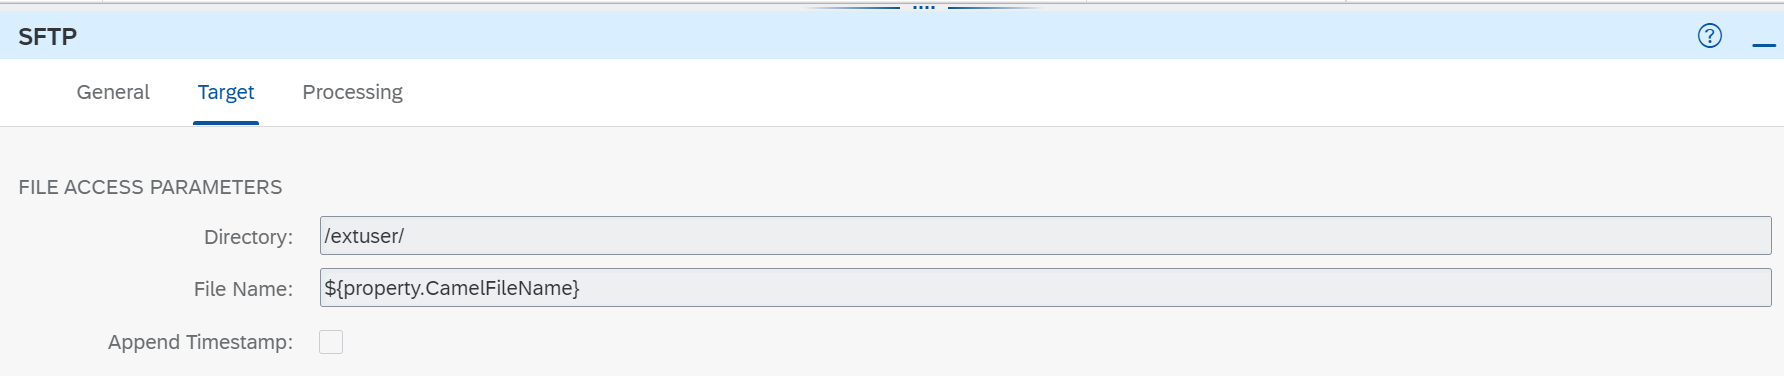 SFTP
General Target Processing
FILE ACCESS PARAMETERS
Directory: /extuser/
File Name: ${property.CamelFileName}
Append Timestamp: